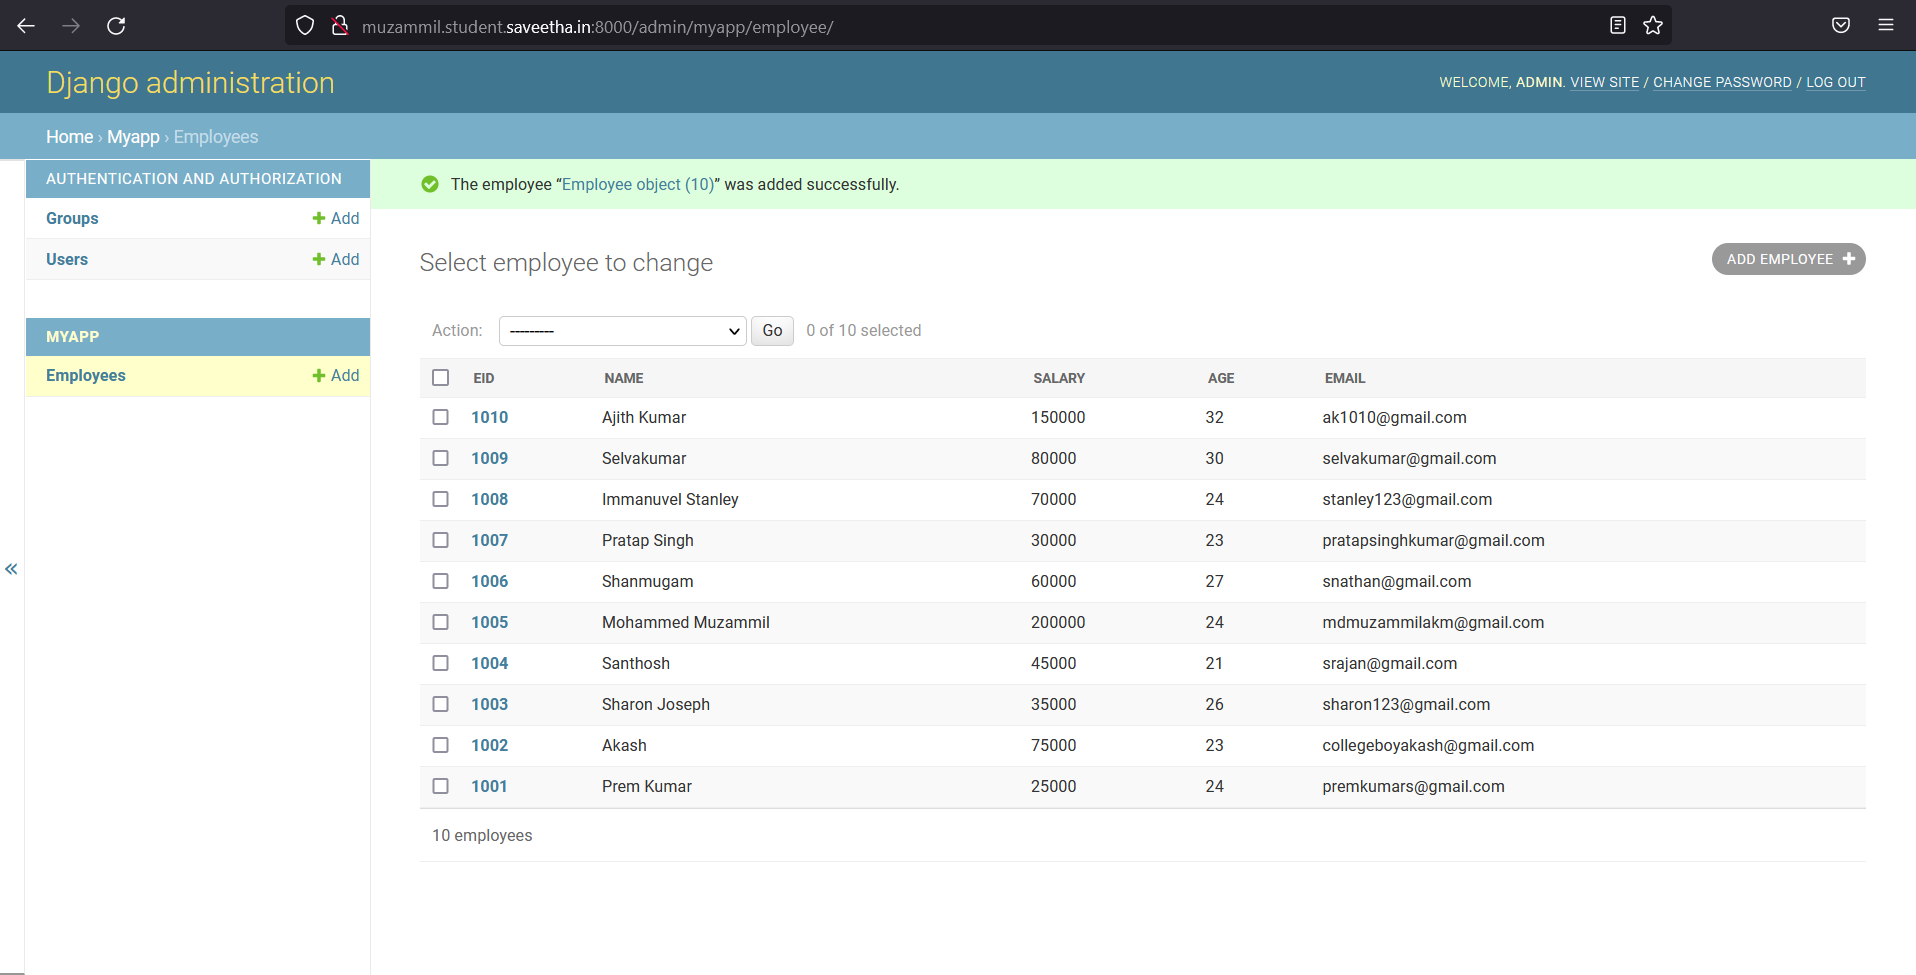 muzammil.student.saveetha.in:8000/admin/myapp/employee/
Django administration
WELCOME, ADMIN. VIEW SITE / CHANGE PASSWORD / LOG OUT
Home › Myapp › Employees
AUTHENTICATION AND AUTHORIZATION
Groups + Add
Users + Add
MYAPP
Employees + Add
«
The employee “Employee object (10)” was added successfully.
Select employee to change
ADD EMPLOYEE +
Action: --------- Go 0 of 10 selected
EID NAME SALARY AGE EMAIL
1010 Ajith Kumar 150000 32 ak1010@gmail.com
1009 Selvakumar 80000 30 selvakumar@gmail.com
1008 Immanuvel Stanley 70000 24 stanley123@gmail.com
1007 Pratap Singh 30000 23 pratapsinghkumar@gmail.com
1006 Shanmugam 60000 27 snathan@gmail.com
1005 Mohammed Muzammil 200000 24 mdmuzammilakm@gmail.com
1004 Santhosh 45000 21 srajan@gmail.com
1003 Sharon Joseph 35000 26 sharon123@gmail.com
1002 Akash 75000 23 collegeboyakash@gmail.com
1001 Prem Kumar 25000 24 premkumars@gmail.com
10 employees